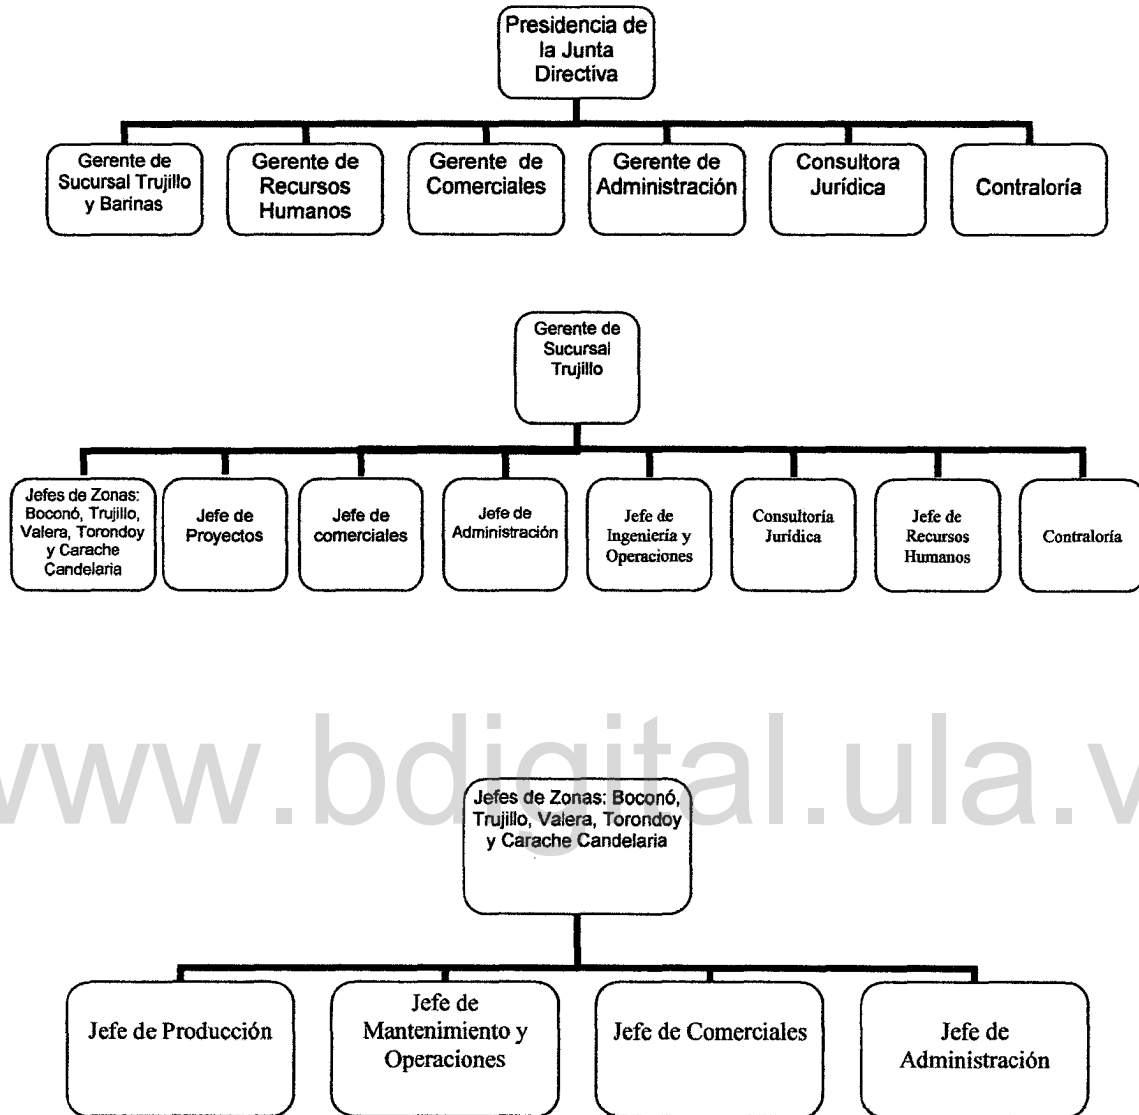 Presidencia de
la Junta
Directiva
Gerente de
Sucursal Trujillo
y Barinas
Gerente de
Recursos
Humanos
Gerente de
Comerciales
Gerente de
Administración
Consultora
Jurídica
Contraloría
Gerente de
Sucursal
Trujillo
Jefes de Zonas:
Boconó, Trujillo,
Valera, Torondoy
y Carache
Candelaria
Jefe de
Proyectos
Jefe de
comerciales
Jefe de
Administración
Jefe de
Ingeniería y
Operaciones
Consultoría
Jurídica
Jefe de
Recursos
Humanos
Contraloría
www.bdigital.ula.v
Jefes de Zonas: Boconó,
Trujillo, Valera, Torondoy
y Carache Candelaria
Jefe de Producción
Jefe de
Mantenimiento y
Operaciones
Jefe de Comerciales
Jefe de
Administración